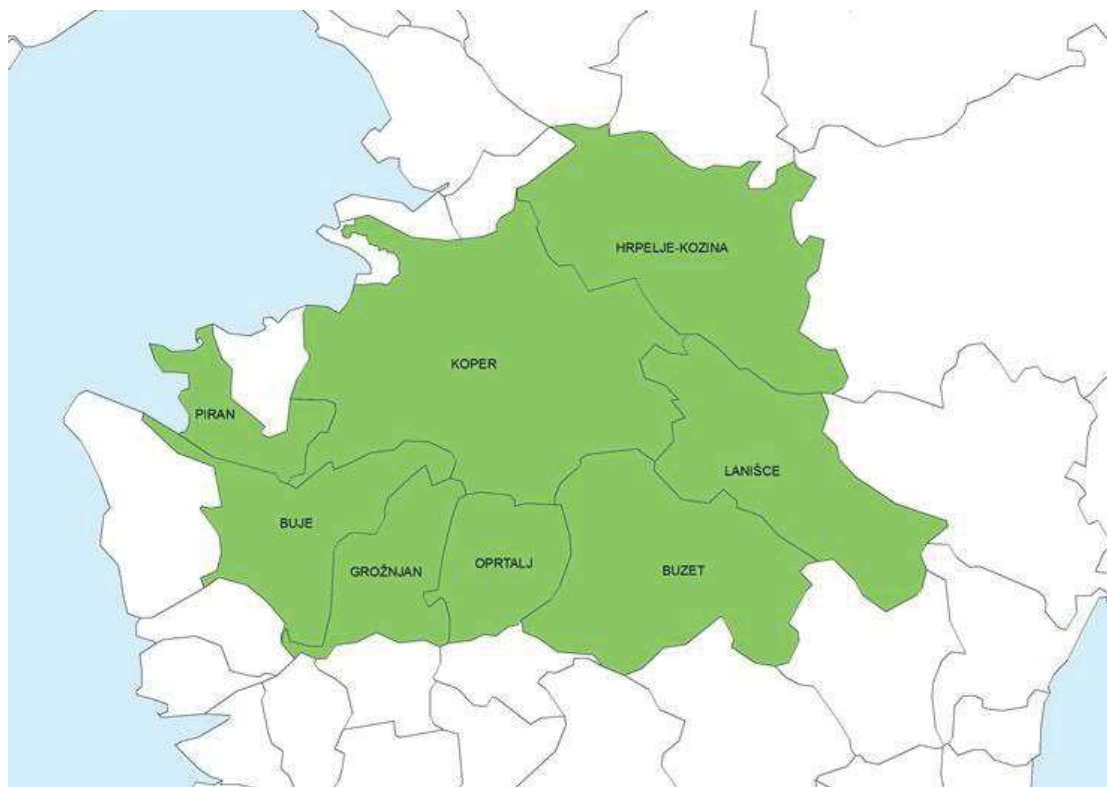 HRPELJE-KOZINA
KOPER
PIRAN
LANIŠCE
BUJE
GROŽNJAN
OPRTALJ
BUZET